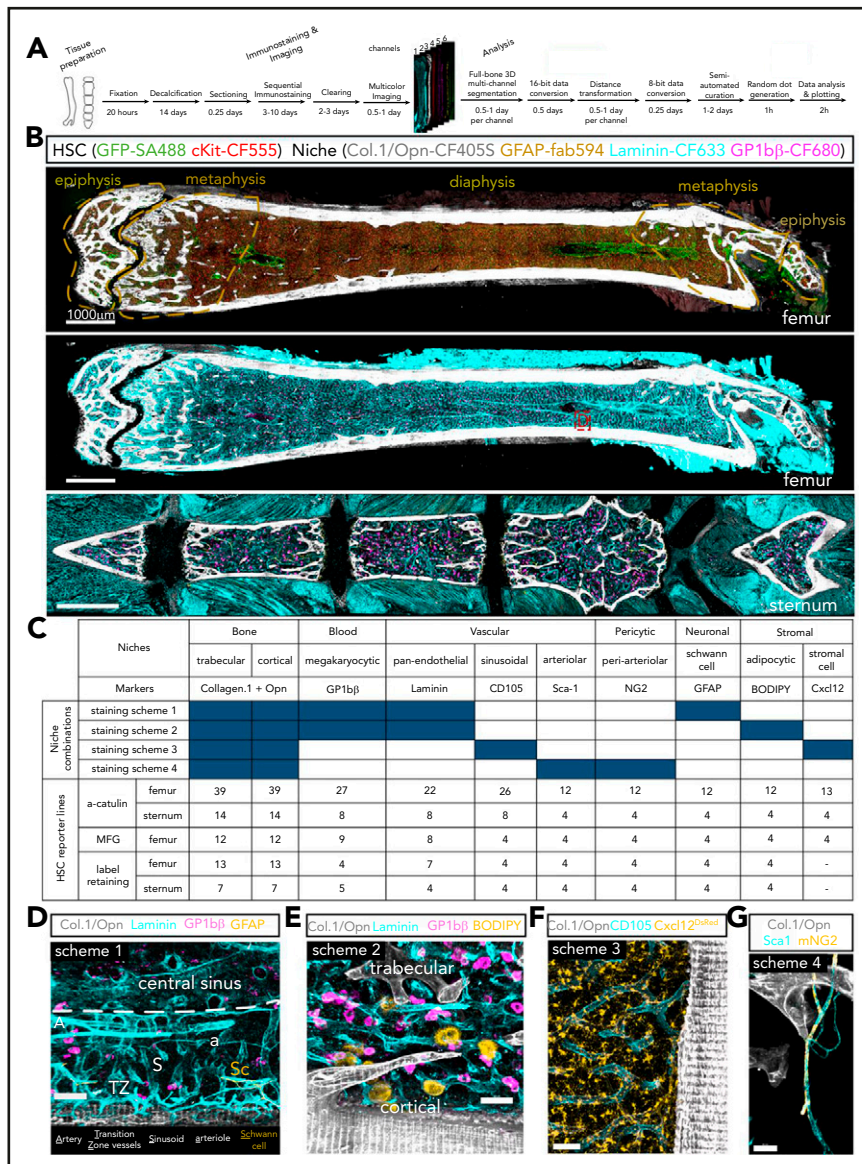 A
Tissue
preparation
Immunostaining &
Imaging
channels
1 2 3 4 5 6
Analysis
Fixation
20 hours
Decalcification
14 days
Sectioning
0.25 days
Sequential
Immunostaining
3-10 days
Clearing
2-3 days
Multicolor
Imaging
0.5-1 day
Full-bone 3D
multi-channel
segmentation
0.5-1 day
per channel
16-bit data
conversion
0.5 days
Distance
transformation
0.5-1 day
per channel
8-bit data
conversion
0.25 days
Semi-
automated
curation
1-2 days
Random dot
generation
1h
Data analysis
& plotting
2h
B
HSC (GFP-SA488 cKit-CF555) Niche (Col.1/Opn-CF405S GFAP-fab594 Laminin-CF633 GP1bβ-CF680)
epiphysis metaphysis diaphysis metaphysis epiphysis
1000μm
femur
D
femur
sternum
C
Niches Bone Blood Vascular Pericytic Neuronal Stromal
trabecular cortical megakaryocytic pan-endothelial sinusoidal arteriolar peri-arteriolar schwann cell adipocytic stromal cell
Markers Collagen.1 + Opn GP1bβ Laminin CD105 Sca-1 NG2 GFAP BODIPY Cxcl12
Niche combinations
staining scheme 1
staining scheme 2
staining scheme 3
staining scheme 4
HSC reporter lines
a-catulin femur 39 39 27 22 26 12 12 12 12 13
sternum 14 14 8 8 8 4 4 4 4 4
MFG femur 12 12 9 8 4 4 4 4 4 4
label retaining femur 13 13 4 7 4 4 4 4 4 -
sternum 7 7 5 4 4 4 4 4 4 -
D
Col.1/Opn Laminin GP1bβ GFAP
scheme 1
central sinus
A
a
S
Sc
TZ
Artery Transition Zone vessels Sinusoid arteriole Schwann cell
E
Col.1/Opn Laminin GP1bβ BODIPY
scheme 2
trabecular
cortical
F
Col.1/Opn CD105 Cxcl12DsRed
scheme 3
G
Col.1/Opn
Sca1 mNG2
scheme 4